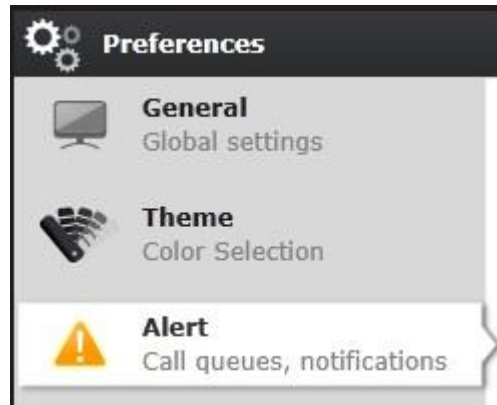 Preferences
General
Global settings
Theme
Color Selection
Alert
Call queues, notifications